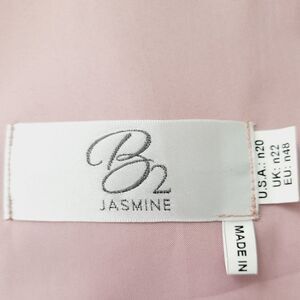 B2
JASMINE
U.S.A: n20
UK: n22
EU: n48
MADE IN